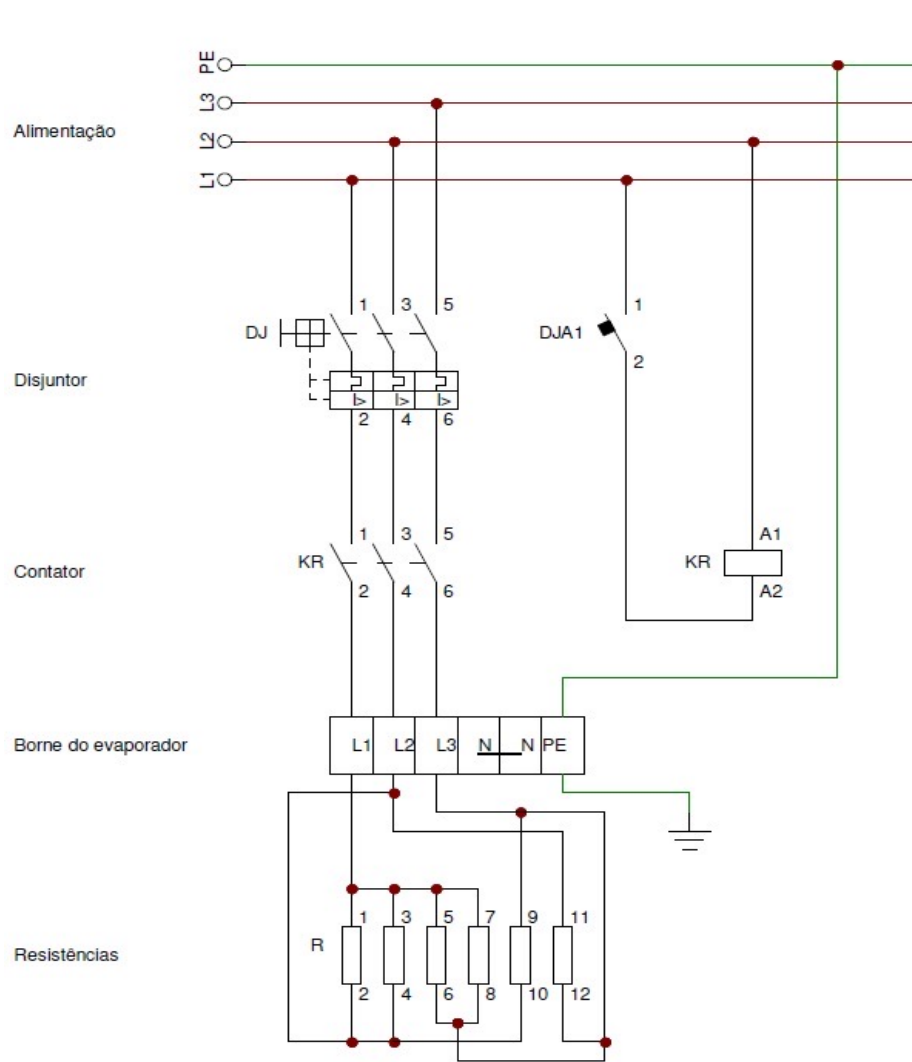 PE
L3
Alimentação
L2
L1
1 3 5
1
DJ
DJA1
2
Disjuntor
I> I> I>
2 4 6
1 3 5
A1
KR
KR
Contator
2 4 6
A2
Borne do evaporador
L1 L2 L3 N N PE
1 3 5 7 9 11
R
Resistências
2 4 6 8 10 12